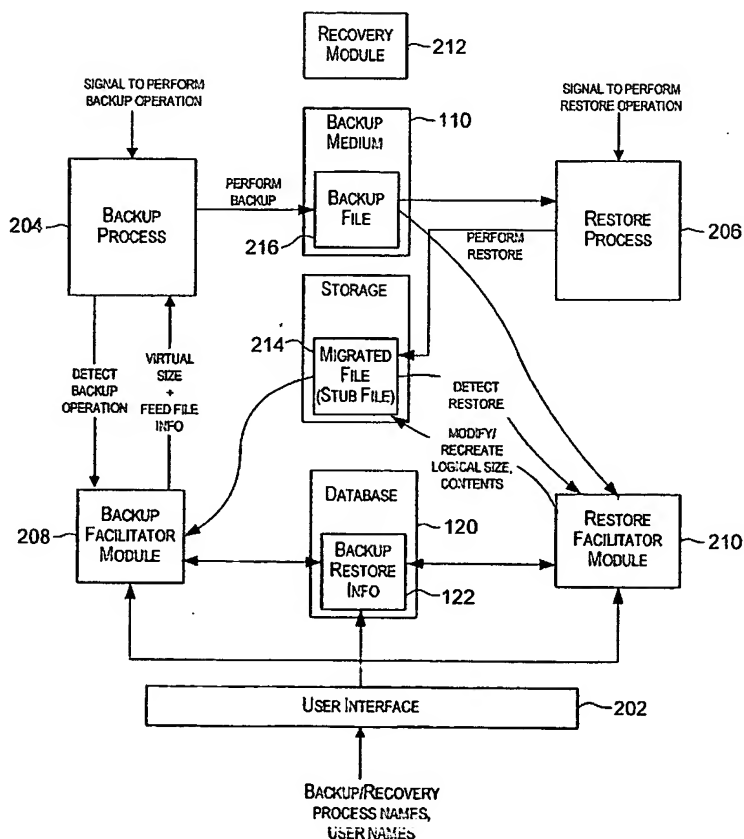 RECOVERY
MODULE
212
SIGNAL TO PERFORM
BACKUP OPERATION
SIGNAL TO PERFORM
RESTORE OPERATION
BACKUP
MEDIUM
110
204
BACKUP
PROCESS
PERFORM
BACKUP
BACKUP
FILE
216
RESTORE
PROCESS
206
PERFORM
RESTORE
STORAGE
214
MIGRATED
FILE
(STUB FILE)
DETECT
BACKUP
OPERATION
VIRTUAL
SIZE
+
FEED FILE
INFO
DETECT
RESTORE
MODIFY/
RECREATE
LOGICAL SIZE,
CONTENTS
208
BACKUP
FACILITATOR
MODULE
DATABASE
120
BACKUP
RESTORE
INFO
122
RESTORE
FACILITATOR
MODULE
210
USER INTERFACE
202
BACKUP/RECOVERY
PROCESS NAMES,
USER NAMES